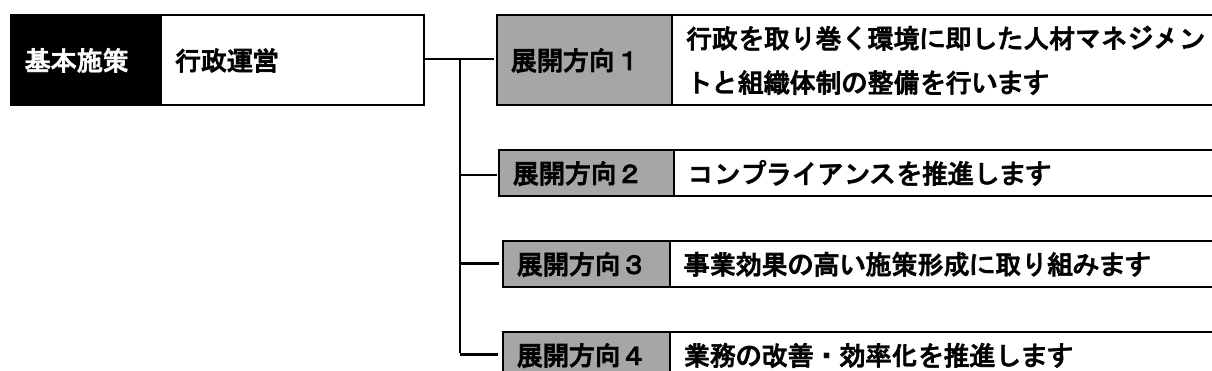 基本施策 行政運営
展開方向１ 行政を取り巻く環境に即した人材マネジメン
トと組織体制の整備を行います
展開方向２ コンプライアンスを推進します
展開方向３ 事業効果の高い施策形成に取り組みます
展開方向４ 業務の改善・効率化を推進します